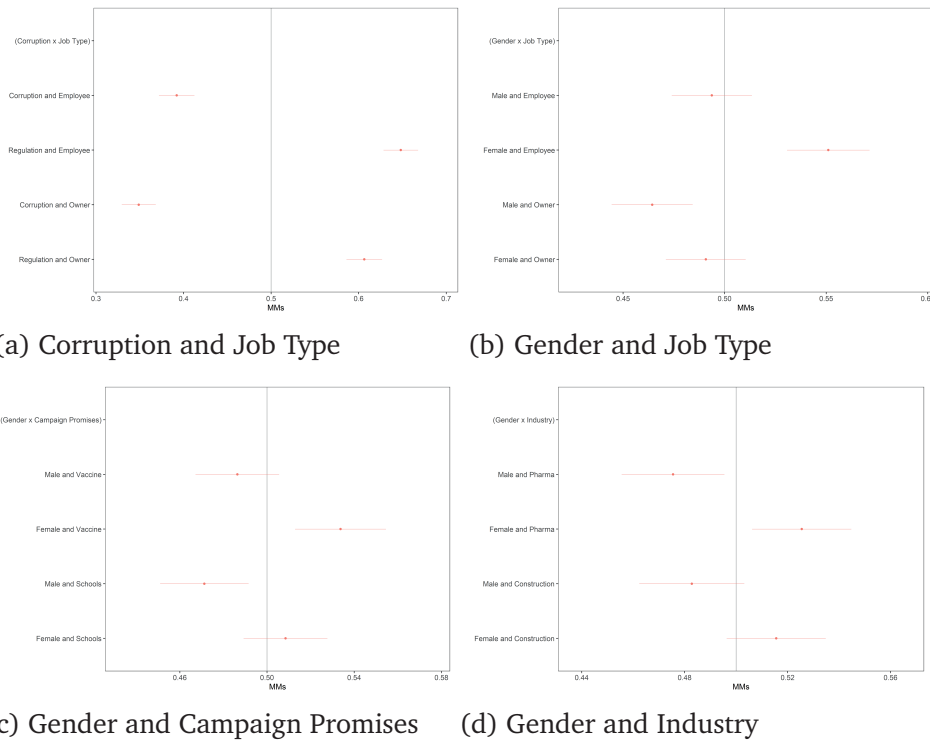 (Corruption x Job Type)
Corruption and Employee
Regulation and Employee
Corruption and Owner
Regulation and Owner
0.3 0.4 0.5 0.6 0.7
MMs
(Gender x Job Type)
Male and Employee
Female and Employee
Male and Owner
Female and Owner
0.45 0.50 0.55 0.6
MMs
(a) Corruption and Job Type
(b) Gender and Job Type
(Gender x Campaign Promises)
Male and Vaccine
Female and Vaccine
Male and Schools
Female and Schools
0.46 0.50 0.54 0.58
MMs
(Gender x Industry)
Male and Pharma
Female and Pharma
Male and Construction
Female and Construction
0.44 0.48 0.52 0.56
MMs
c) Gender and Campaign Promises
(d) Gender and Industry